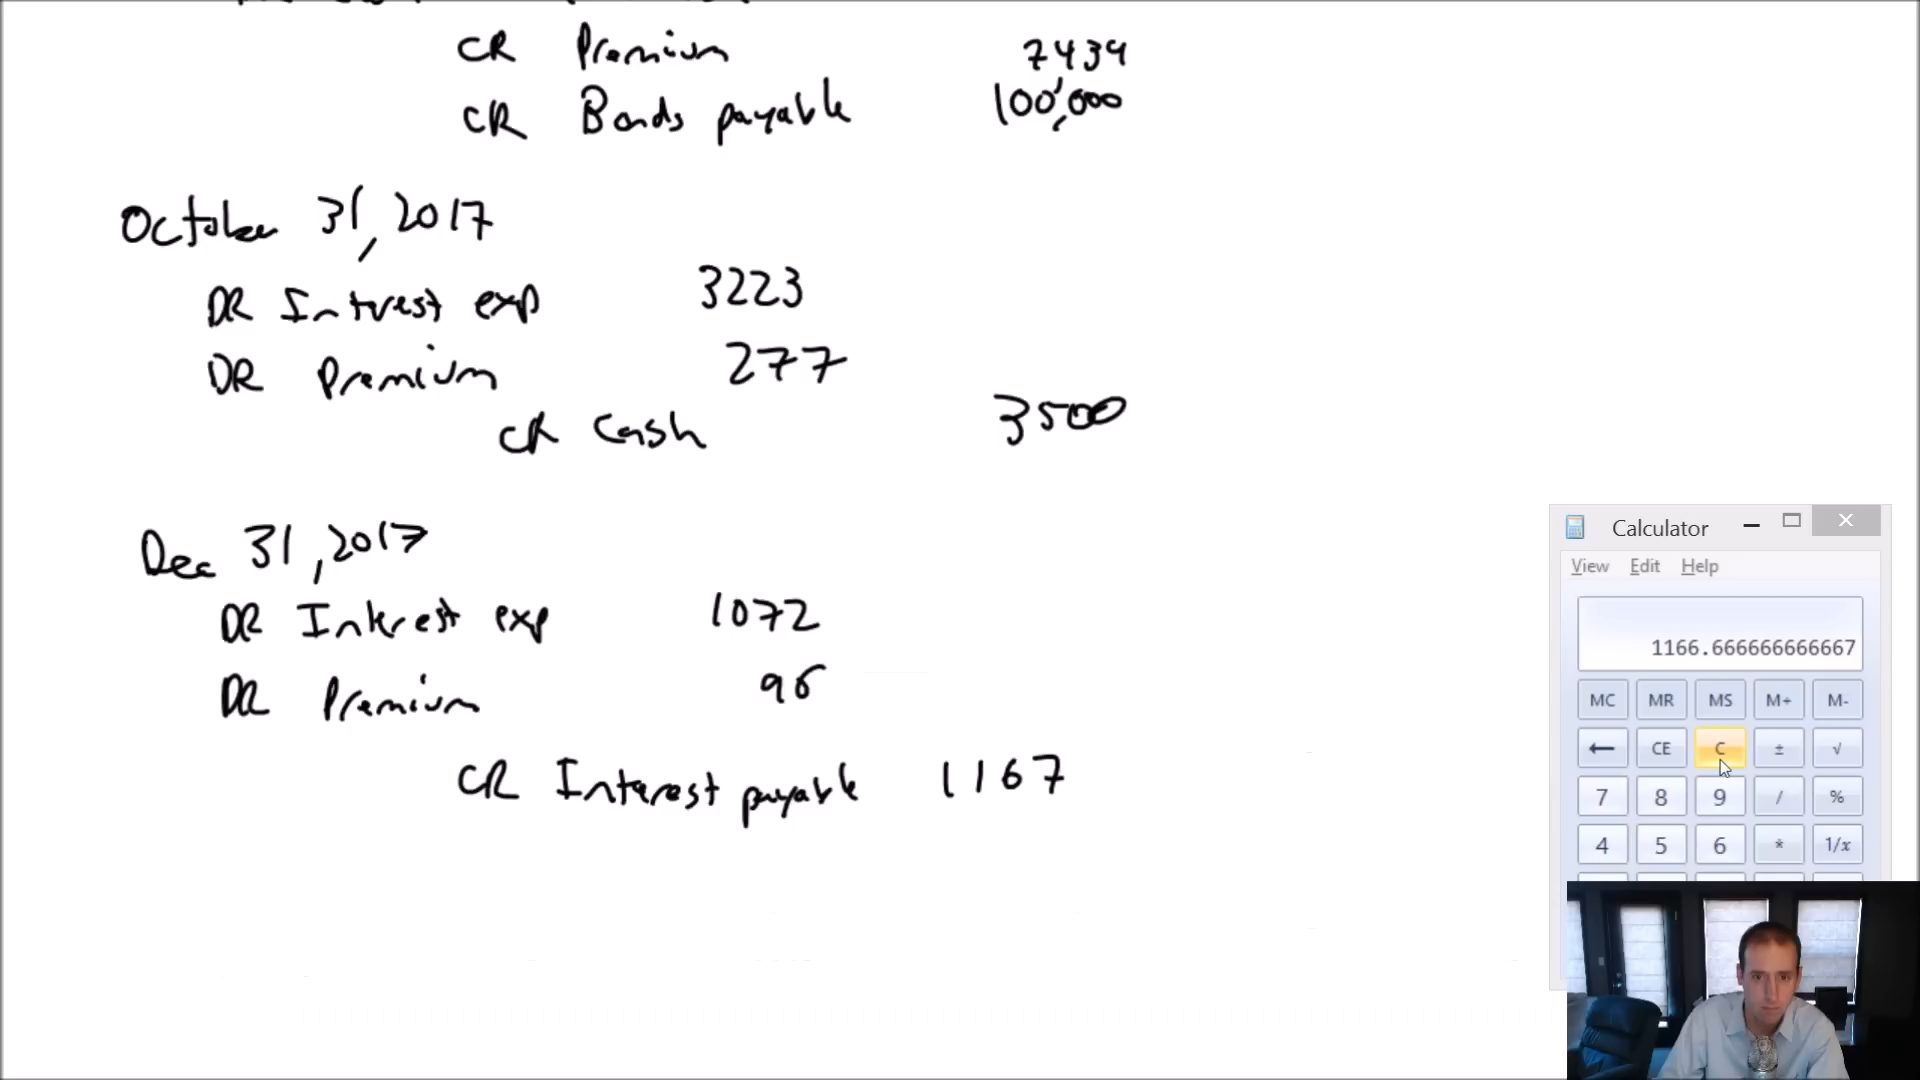 CR Premium 7434
CR Bonds payable 100,000
October 31, 2017
DR Interest exp 3223
DR Premium 277
CR Cash 3500
Dec 31, 2017
DR Interest exp 1072
DR Premium 96
CR Interest payable 1167
Calculator
View Edit Help
1166.666666666667
MC MR MS M+ M-
← CE C ± √
7 8 9 / %
4 5 6 * 1/x